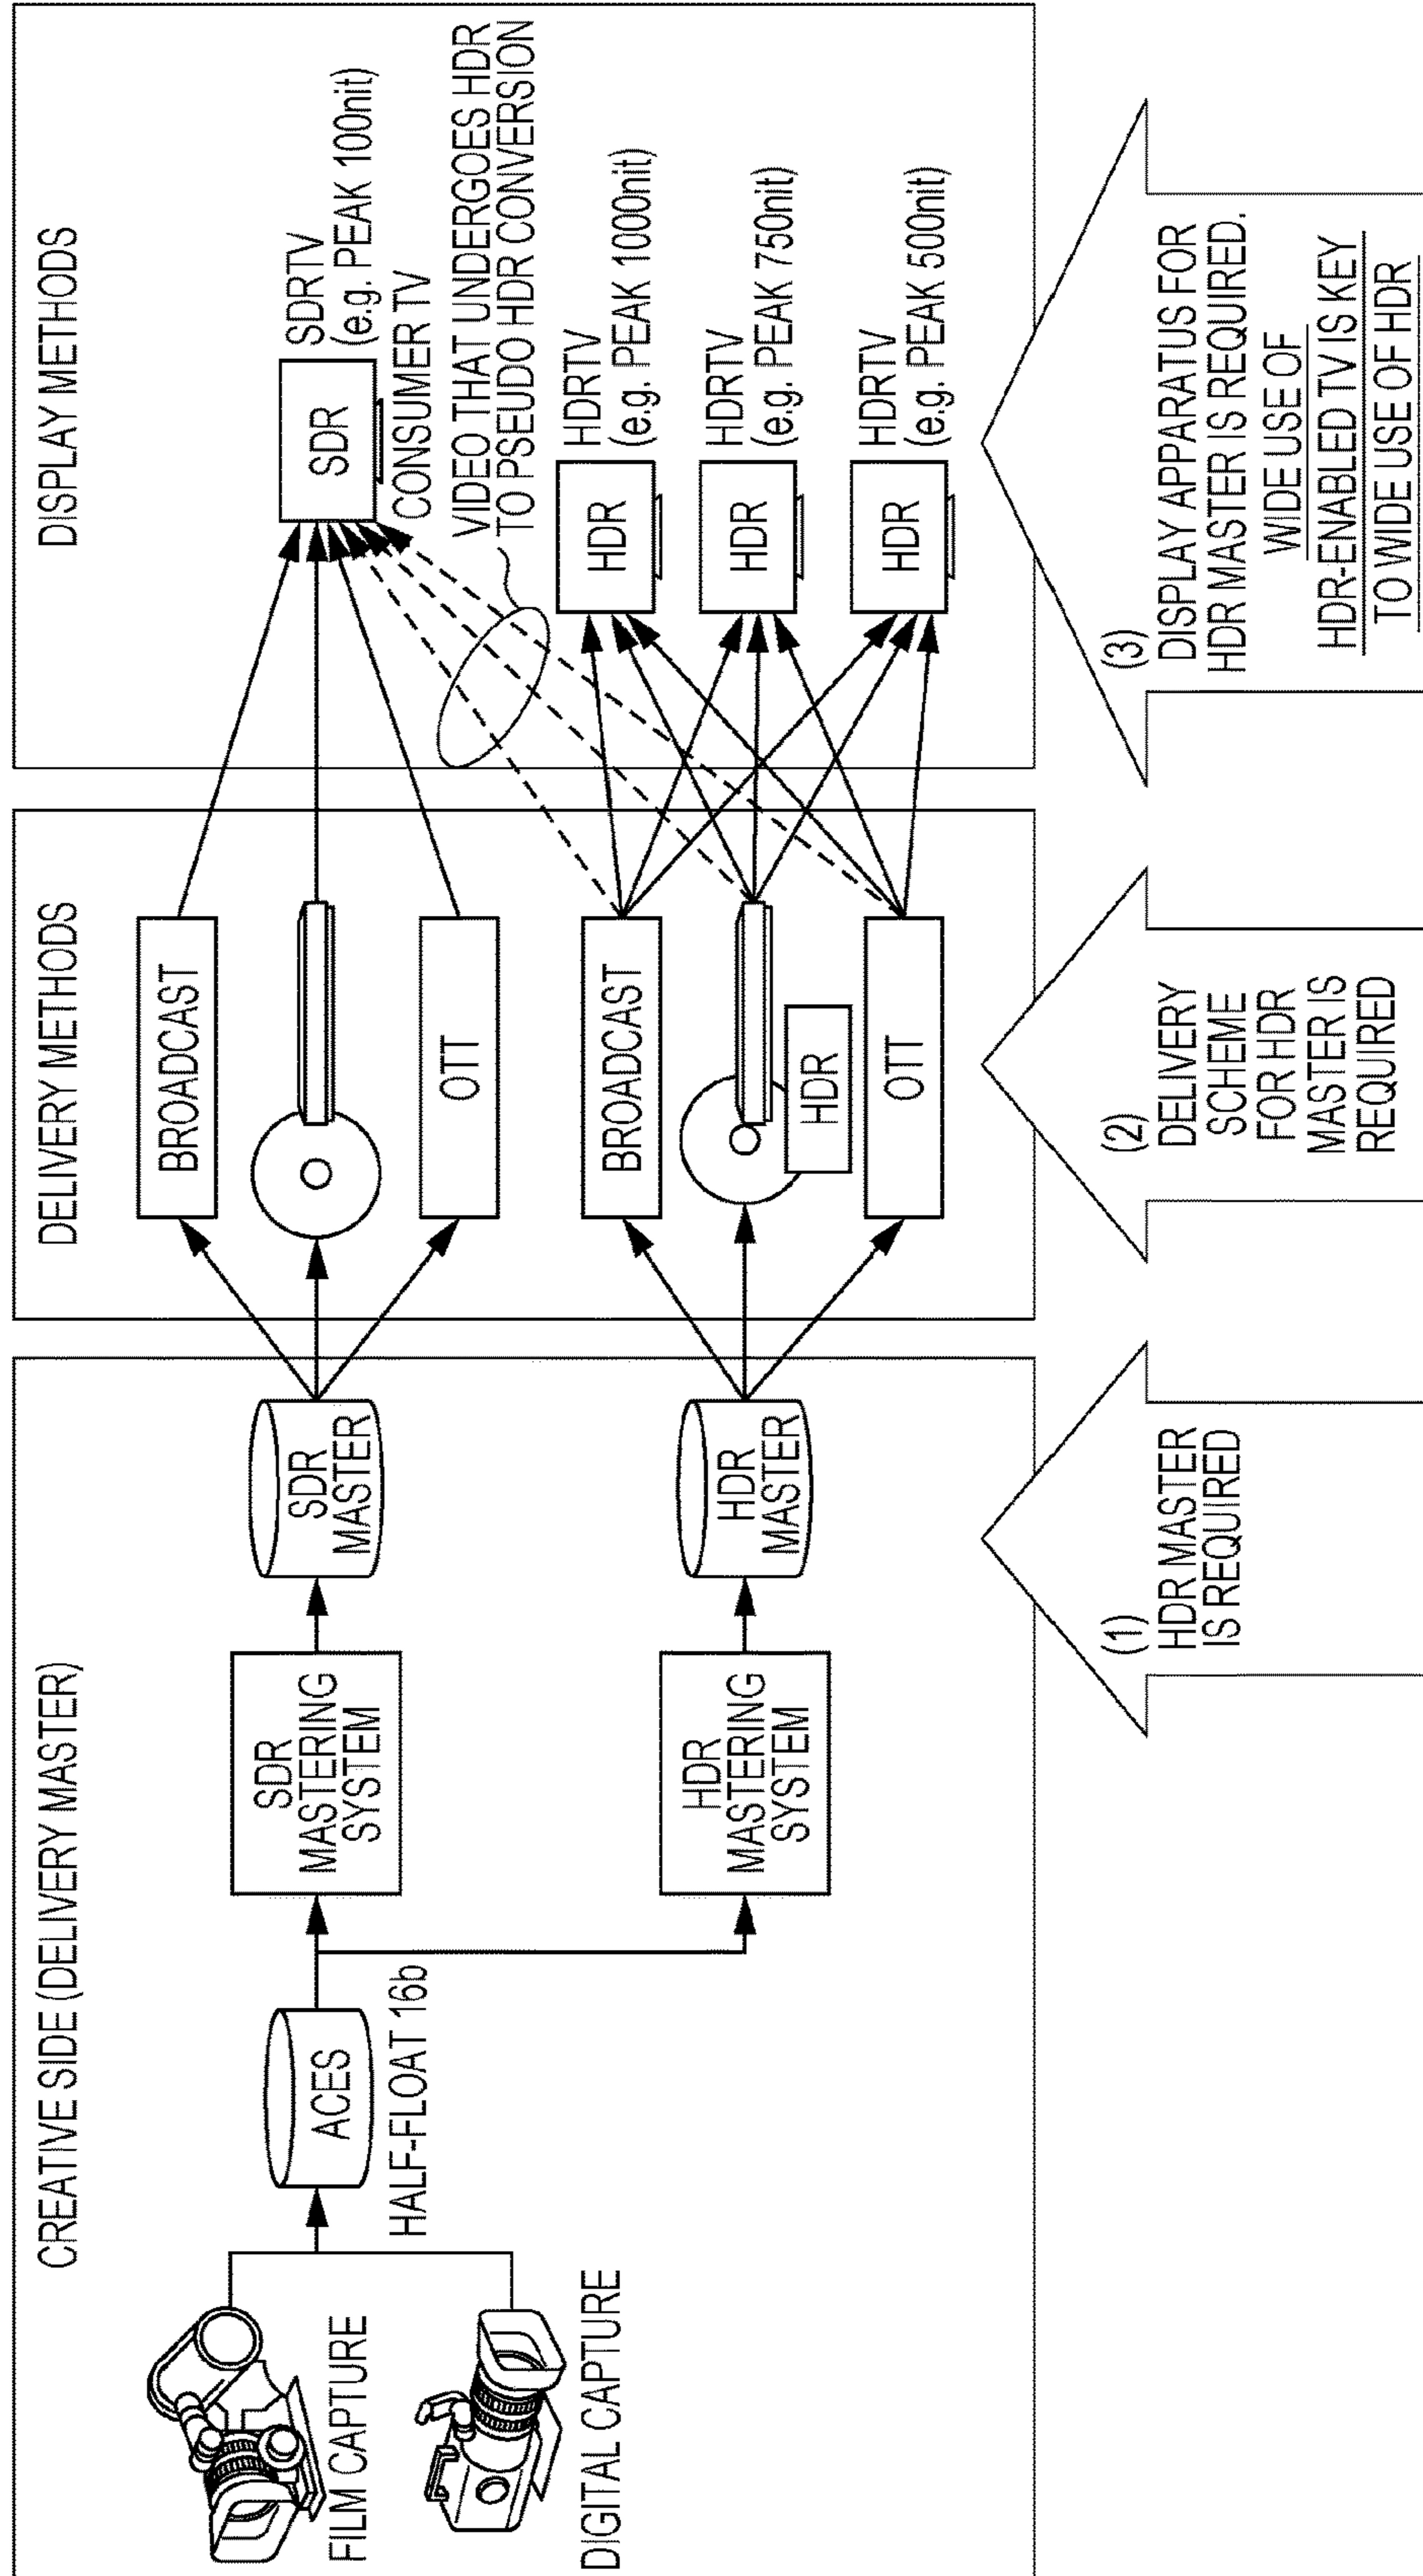 CREATIVE SIDE (DELIVERY MASTER)
FILM CAPTURE
DIGITAL CAPTURE
ACES
HALF-FLOAT 16b
SDR
MASTERING
SYSTEM
HDR
MASTERING
SYSTEM
SDR
MASTER
HDR
MASTER
DELIVERY METHODS
BROADCAST
OTT
BROADCAST
HDR
OTT
DISPLAY METHODS
SDR
SDRTV
(e.g. PEAK 100nit)
CONSUMER TV
VIDEO THAT UNDERGOES HDR
TO PSEUDO HDR CONVERSION
HDR
HDRTV
(e.g. PEAK 1000nit)
HDR
HDRTV
(e.g. PEAK 750nit)
HDR
HDRTV
(e.g. PEAK 500nit)
(1)
HDR MASTER
IS REQUIRED
(2)
DELIVERY
SCHEME
FOR HDR
MASTER IS
REQUIRED
(3)
DISPLAY APPARATUS FOR
HDR MASTER IS REQUIRED.
WIDE USE OF
HDR-ENABLED TV IS KEY
TO WIDE USE OF HDR